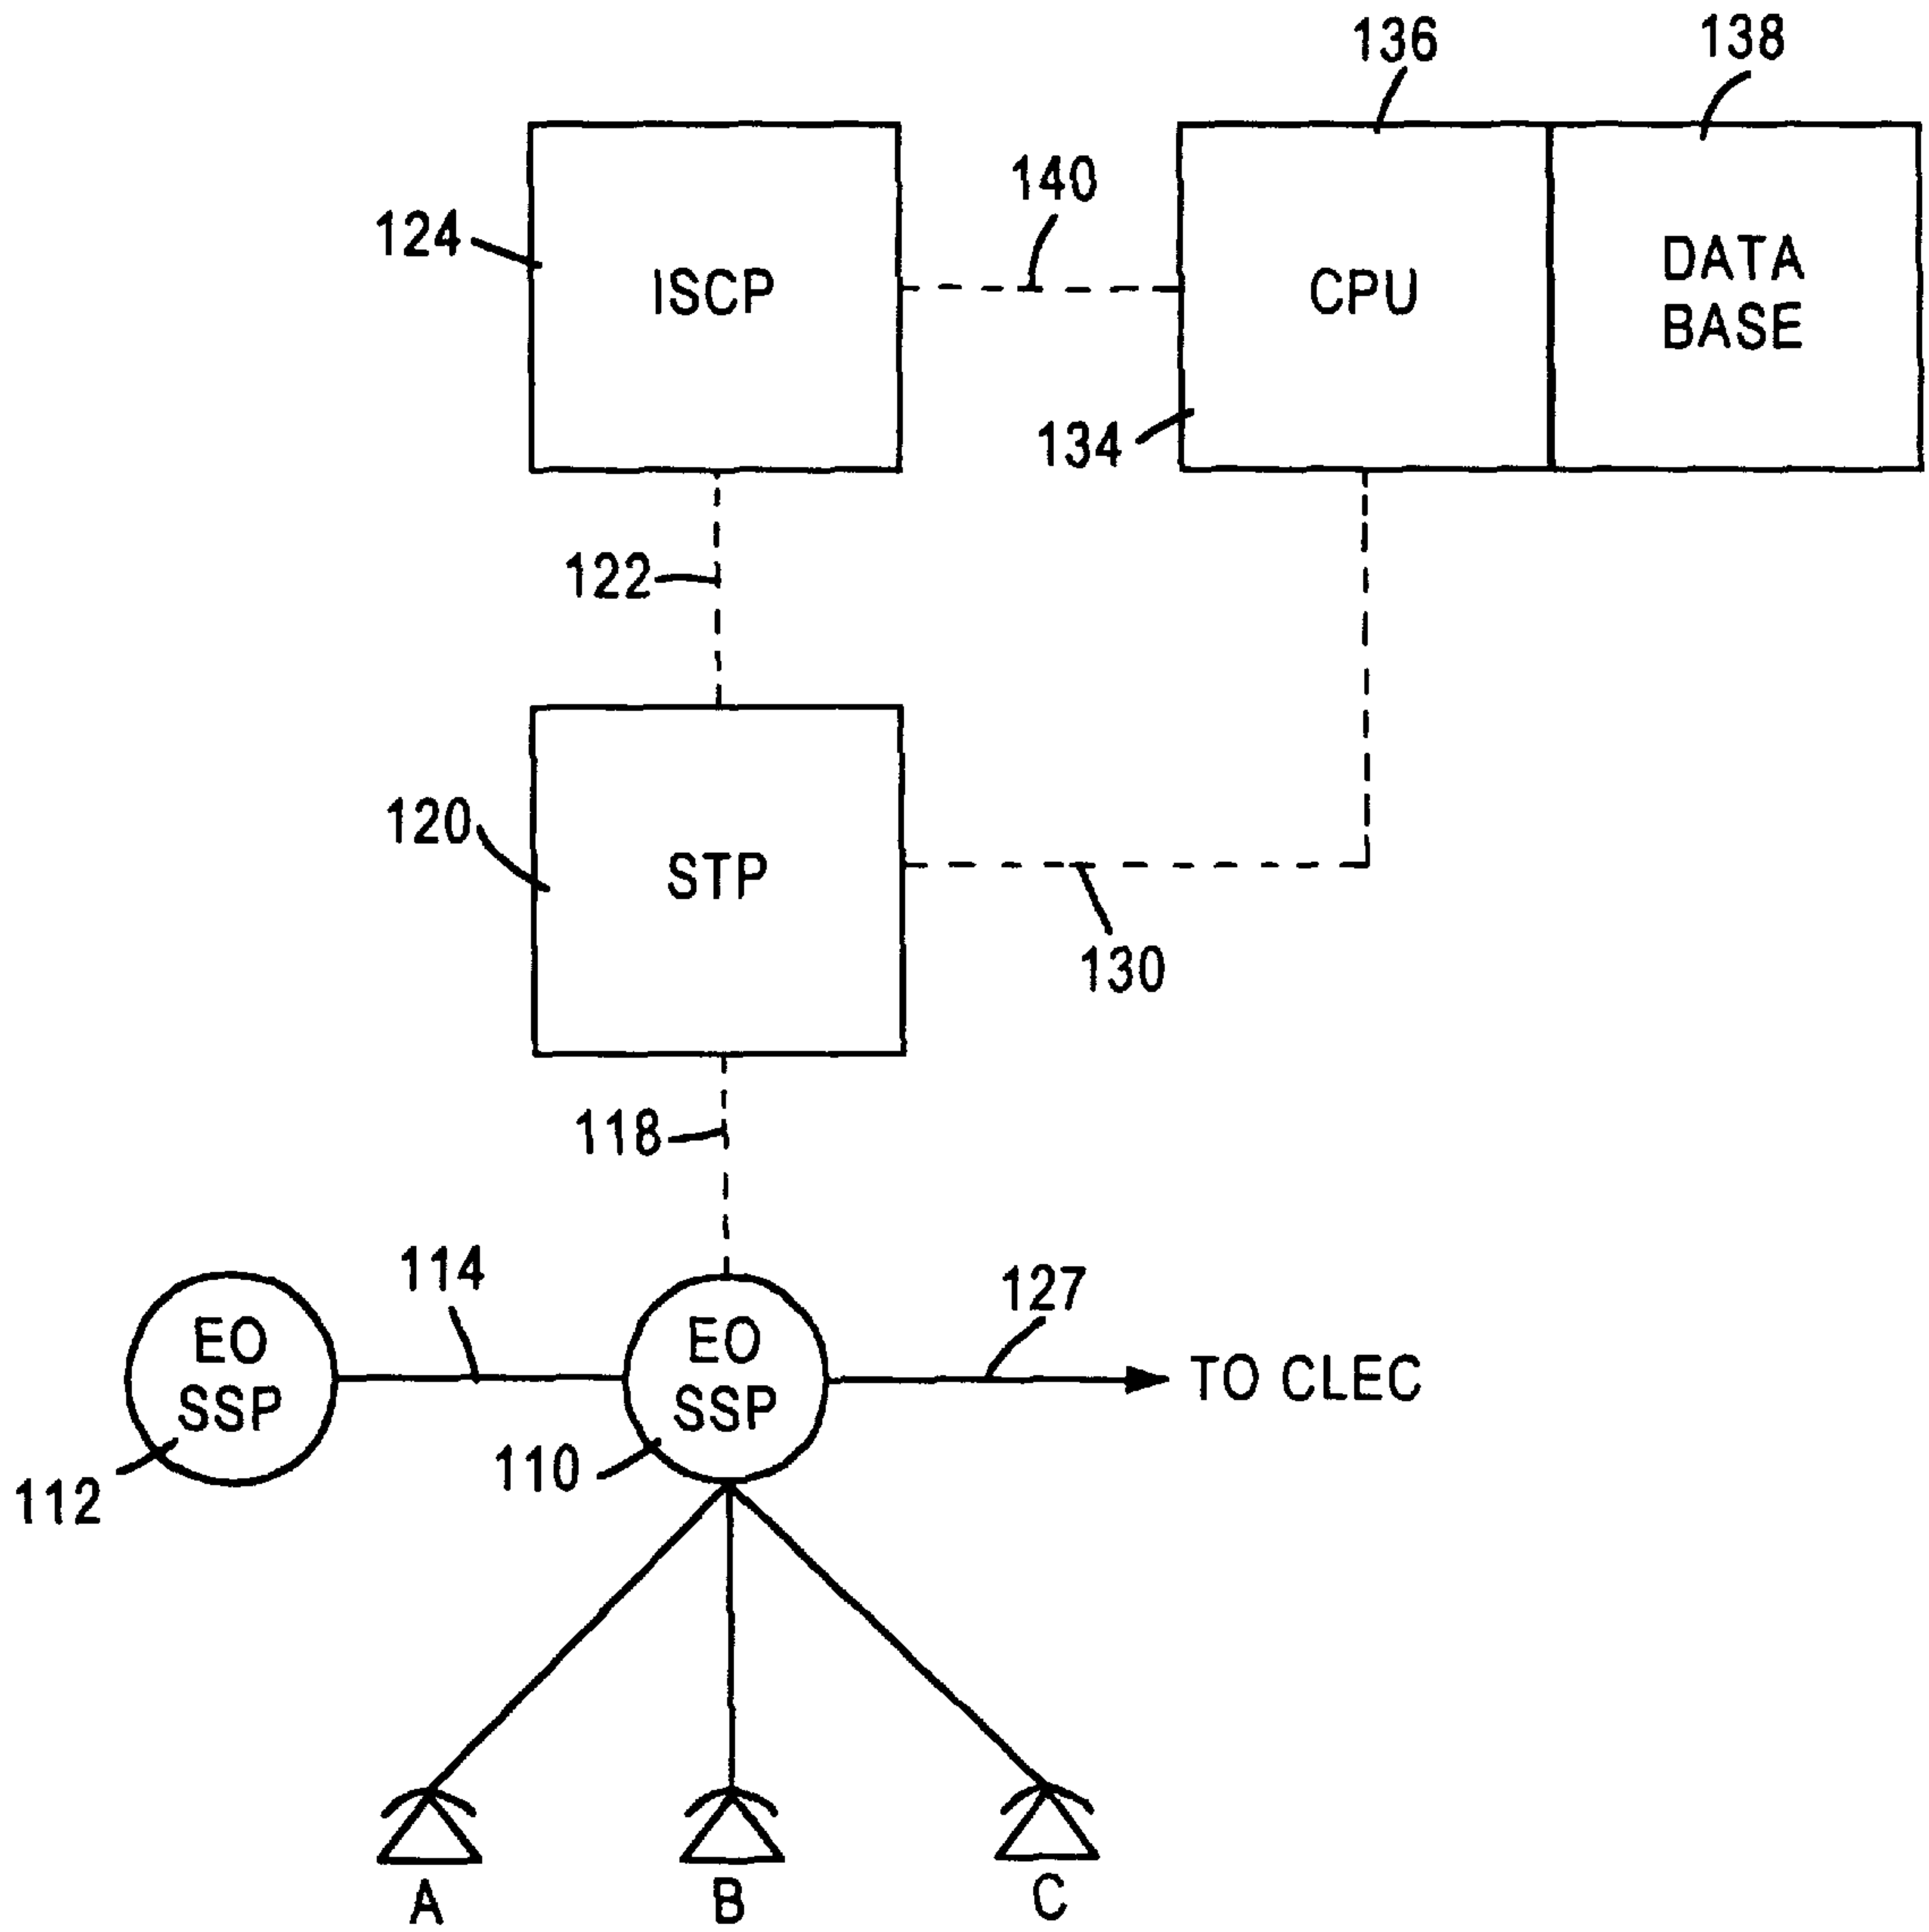 136
138
140
124
ISCP
CPU
DATA
BASE
134
122
120
STP
130
118
114
127
EO
SSP
EO
SSP
TO CLEC
110
112
A
B
C